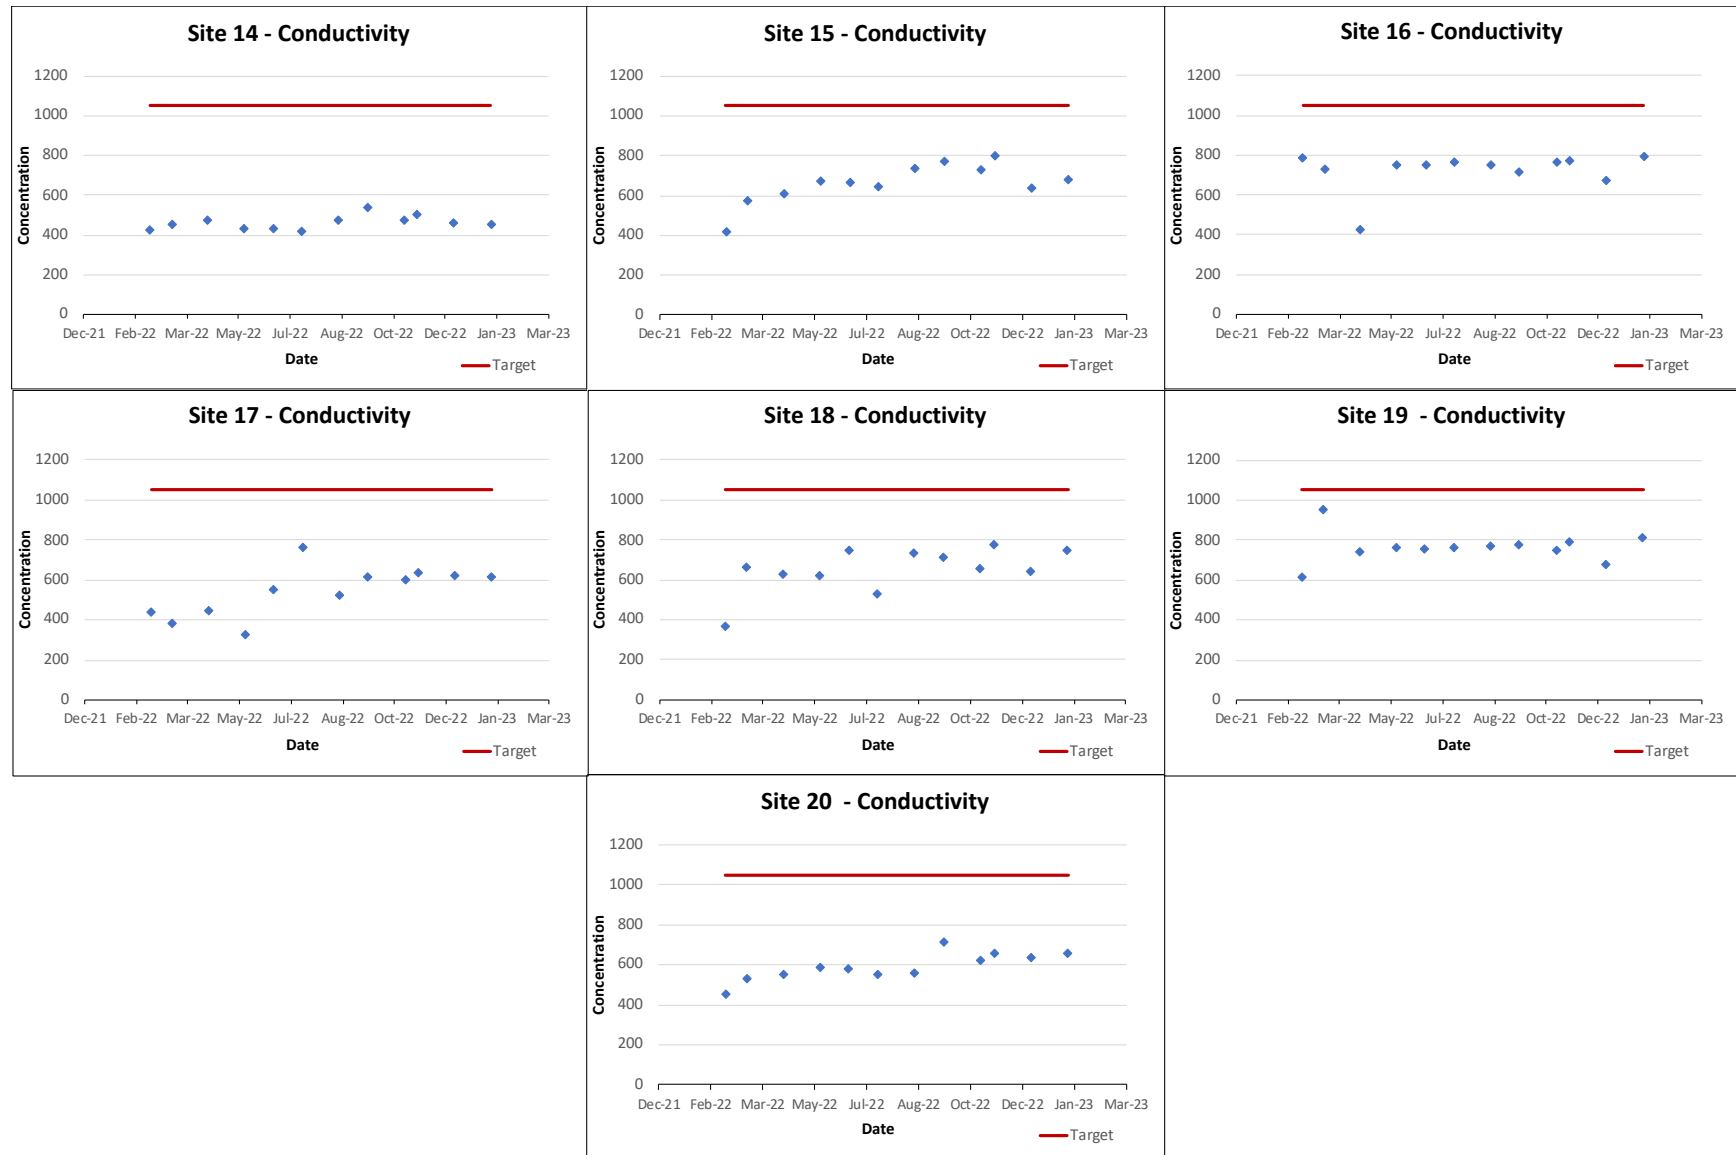 Site 14 - Conductivity
1200
1000
800
600
400
200
0
Concentration
Dec-21 Feb-22 Mar-22 May-22 Jul-22 Aug-22 Oct-22 Dec-22 Jan-23 Mar-23
Date
Target
Site 15 - Conductivity
1200
1000
800
600
400
200
0
Concentration
Dec-21 Feb-22 Mar-22 May-22 Jul-22 Aug-22 Oct-22 Dec-22 Jan-23 Mar-23
Date
Target
Site 16 - Conductivity
1200
1000
800
600
400
200
0
Concentration
Dec-21 Feb-22 Mar-22 May-22 Jul-22 Aug-22 Oct-22 Dec-22 Jan-23 Mar-23
Date
Target
Site 17 - Conductivity
1200
1000
800
600
400
200
0
Concentration
Dec-21 Feb-22 Mar-22 May-22 Jul-22 Aug-22 Oct-22 Dec-22 Jan-23 Mar-23
Date
Target
Site 18 - Conductivity
1200
1000
800
600
400
200
0
Concentration
Dec-21 Feb-22 Mar-22 May-22 Jul-22 Aug-22 Oct-22 Dec-22 Jan-23 Mar-23
Date
Target
Site 19 - Conductivity
1200
1000
800
600
400
200
0
Concentration
Dec-21 Feb-22 Mar-22 May-22 Jul-22 Aug-22 Oct-22 Dec-22 Jan-23 Mar-23
Date
Target
Site 20 - Conductivity
1200
1000
800
600
400
200
0
Concentration
Dec-21 Feb-22 Mar-22 May-22 Jul-22 Aug-22 Oct-22 Dec-22 Jan-23 Mar-23
Date
Target